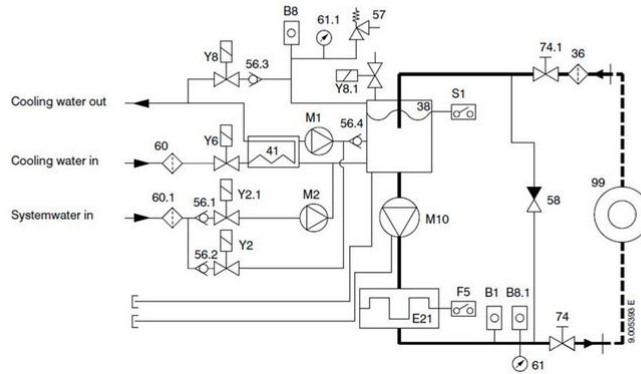 B8
61.1
57
74.1
36
Y8
56.3
Y8.1
S1
38
Cooling water out
M1
56.4
Cooling water in
60
Y6
41
Systemwater in
60.1
56.1
Y2.1
M2
M10
58
99
56.2
Y2
F5
B1
B8.1
74
E21
61
9.005393 E